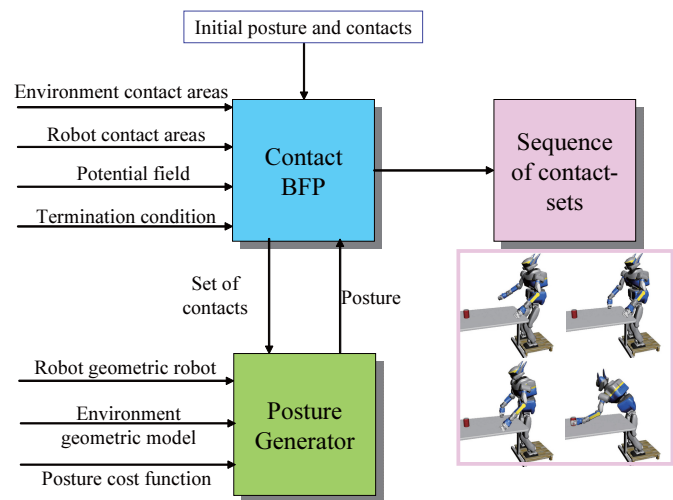 Initial posture and contacts
Environment contact areas
Robot contact areas
Potential field
Termination condition
Contact
BFP
Sequence
of contact-
sets
Set of
contacts
Posture
Robot geometric robot
Environment
geometric model
Posture cost function
Posture
Generator